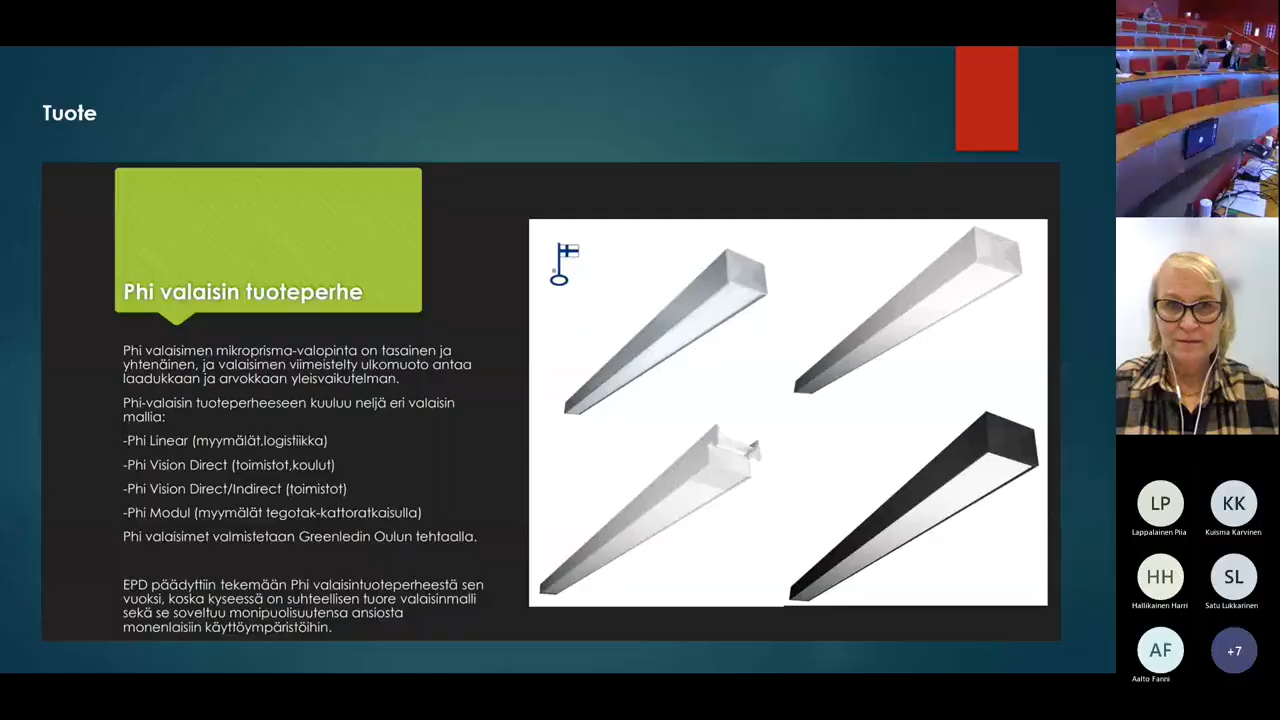 Tuote
Phi valaisin tuoteperhe
Phi valaisimen mikroprisma-valopinta on tasainen ja
yhtenäinen, ja valaisimen viimeistelty ulkomuoto antaa
laadukkaan ja arvokkaan yleisvaikutelman.
Phi-valaisin tuoteperheeseen kuuluu neljä eri valaisin
mallia:
-Phi Linear (myymälät,logistiikka)
-Phi Vision Direct (toimistot,koulut)
-Phi Vision Direct/Indirect (toimistot)
-Phi Modul (myymälät tegotak-kattoratkaisulla)
Phi valaisimet valmistetaan Greenledin Oulun tehtaalla.
EPD päädyttiin tekemään Phi valaisintuoteperheestä sen
vuoksi, koska kyseessä on suhteellisen tuore valaisinmalli
sekä se soveltuu monipuolisuutensa ansiosta
monenlaisiin käyttöympäristöihin.
LP
Lappalainen Piia
KK
Kuisma Karvinen
HH
Hallikainen Harri
SL
Satu Lukkarinen
AF
Aalto Fanni
+7